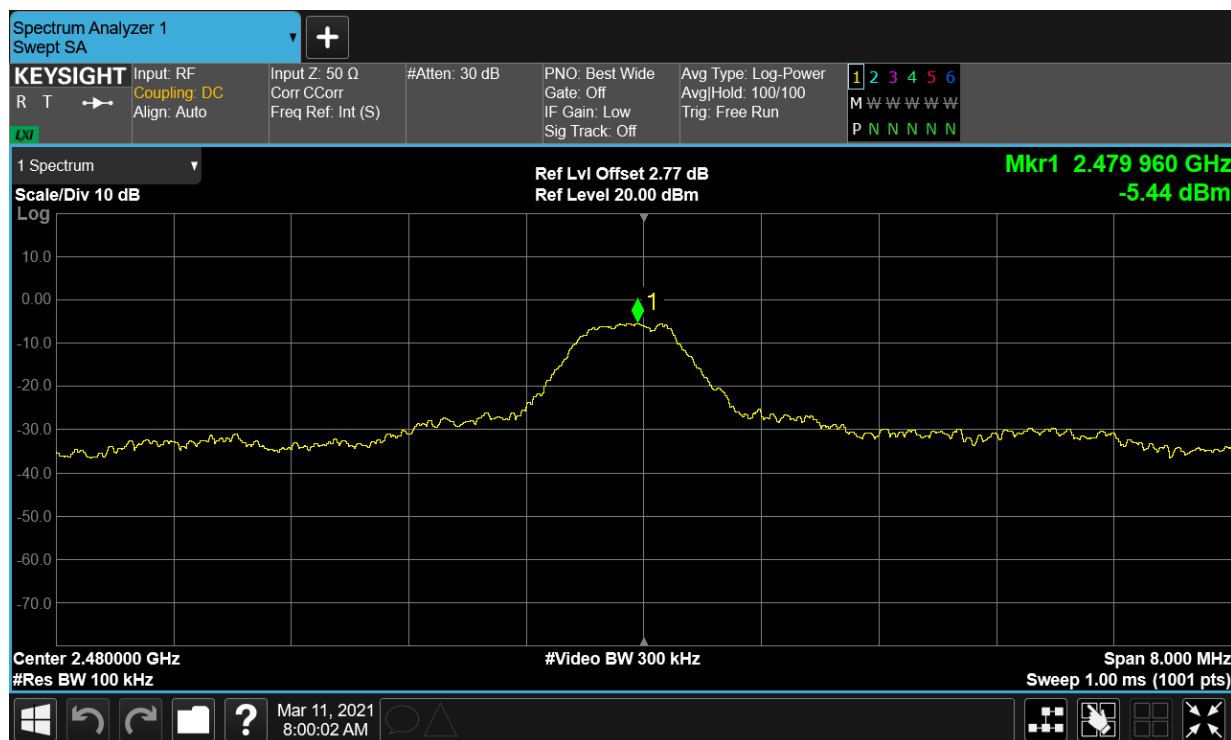 Spectrum Analyzer 1
Swept SA
KEYSIGHT
R T
LXI
Input: RF
Coupling: DC
Align: Auto
Input Z: 50 Ω
Corr CCorr
Freq Ref: Int (S)
#Atten: 30 dB
PNO: Best Wide
Gate: Off
IF Gain: Low
Sig Track: Off
Avg Type: Log-Power
Avg|Hold: 100/100
Trig: Free Run
1 2 3 4 5 6
M W W W W W
P N N N N N
1 Spectrum
Scale/Div 10 dB
Ref Lvl Offset 2.77 dB
Ref Level 20.00 dBm
Mkr1 2.479 960 GHz
-5.44 dBm
Log
10.0
0.00
-10.0
-20.0
-30.0
-40.0
-50.0
-60.0
-70.0
1
Center 2.480000 GHz
#Res BW 100 kHz
#Video BW 300 kHz
Span 8.000 MHz
Sweep 1.00 ms (1001 pts)
?
Mar 11, 2021
8:00:02 AM